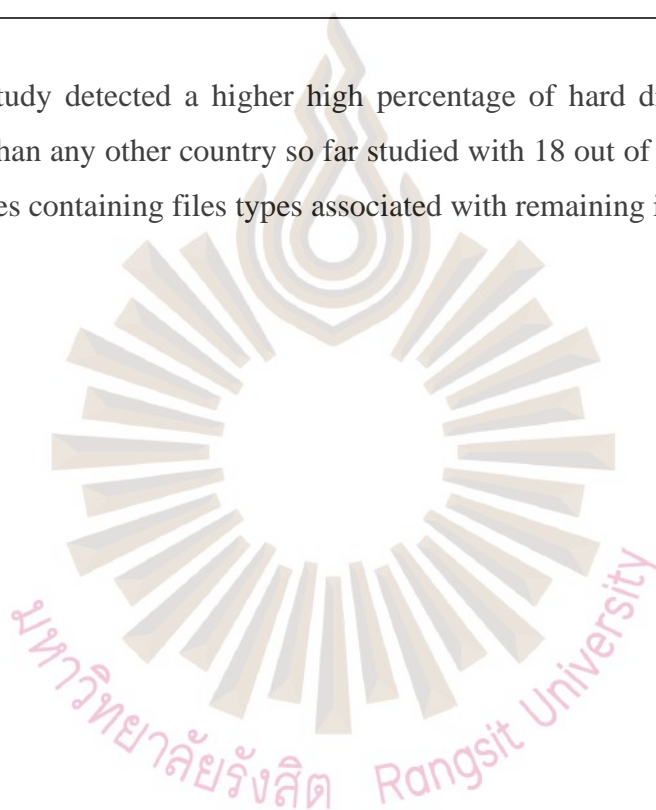 tudy detected a higher high percentage of hard d
han any other country so far studied with 18 out of
es containing files types associated with remaining i
มหาวิทยาลัยรังสิต Rangsit University